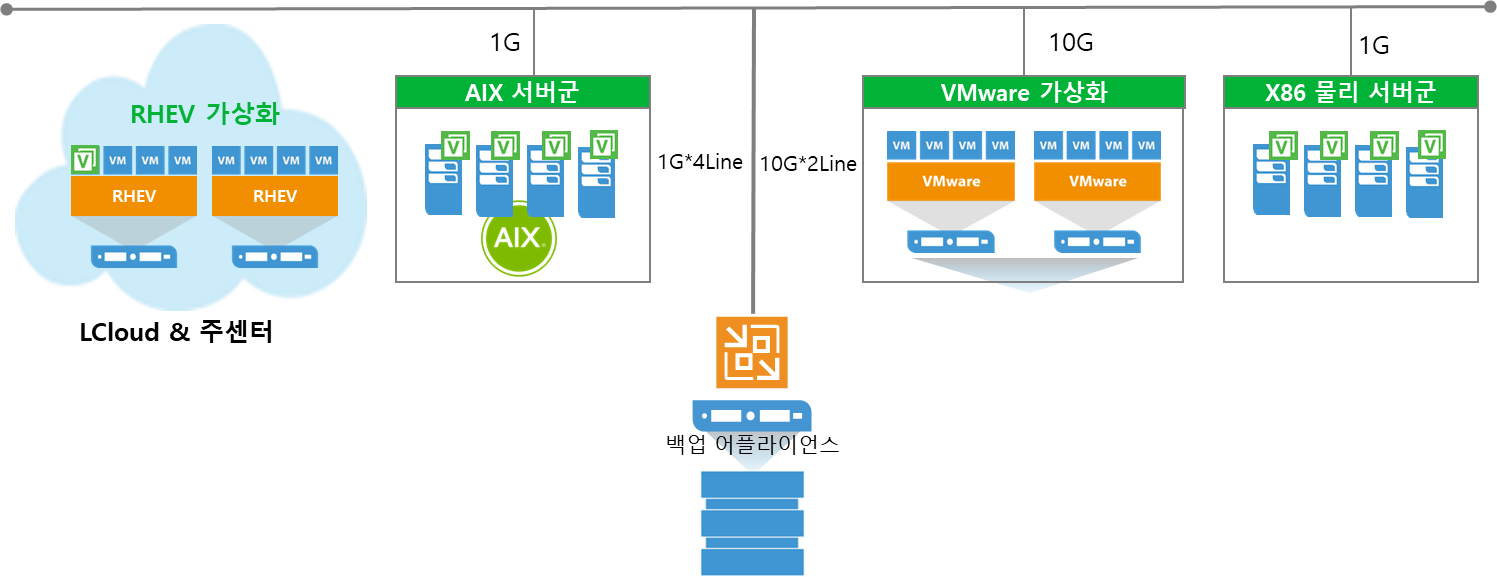 1G
10G
1G
RHEV 가상화
V VM VM VM
VM VM VM VM
RHEV
RHEV
LCloud & 주센터
AIX 서버군
V V V V
AIX
1G*4Line
10G*2Line
VMware 가상화
VM VM VM VM
VM VM VM VM
VMware
VMware
X86 물리 서버군
V V V V
백업 어플라이언스